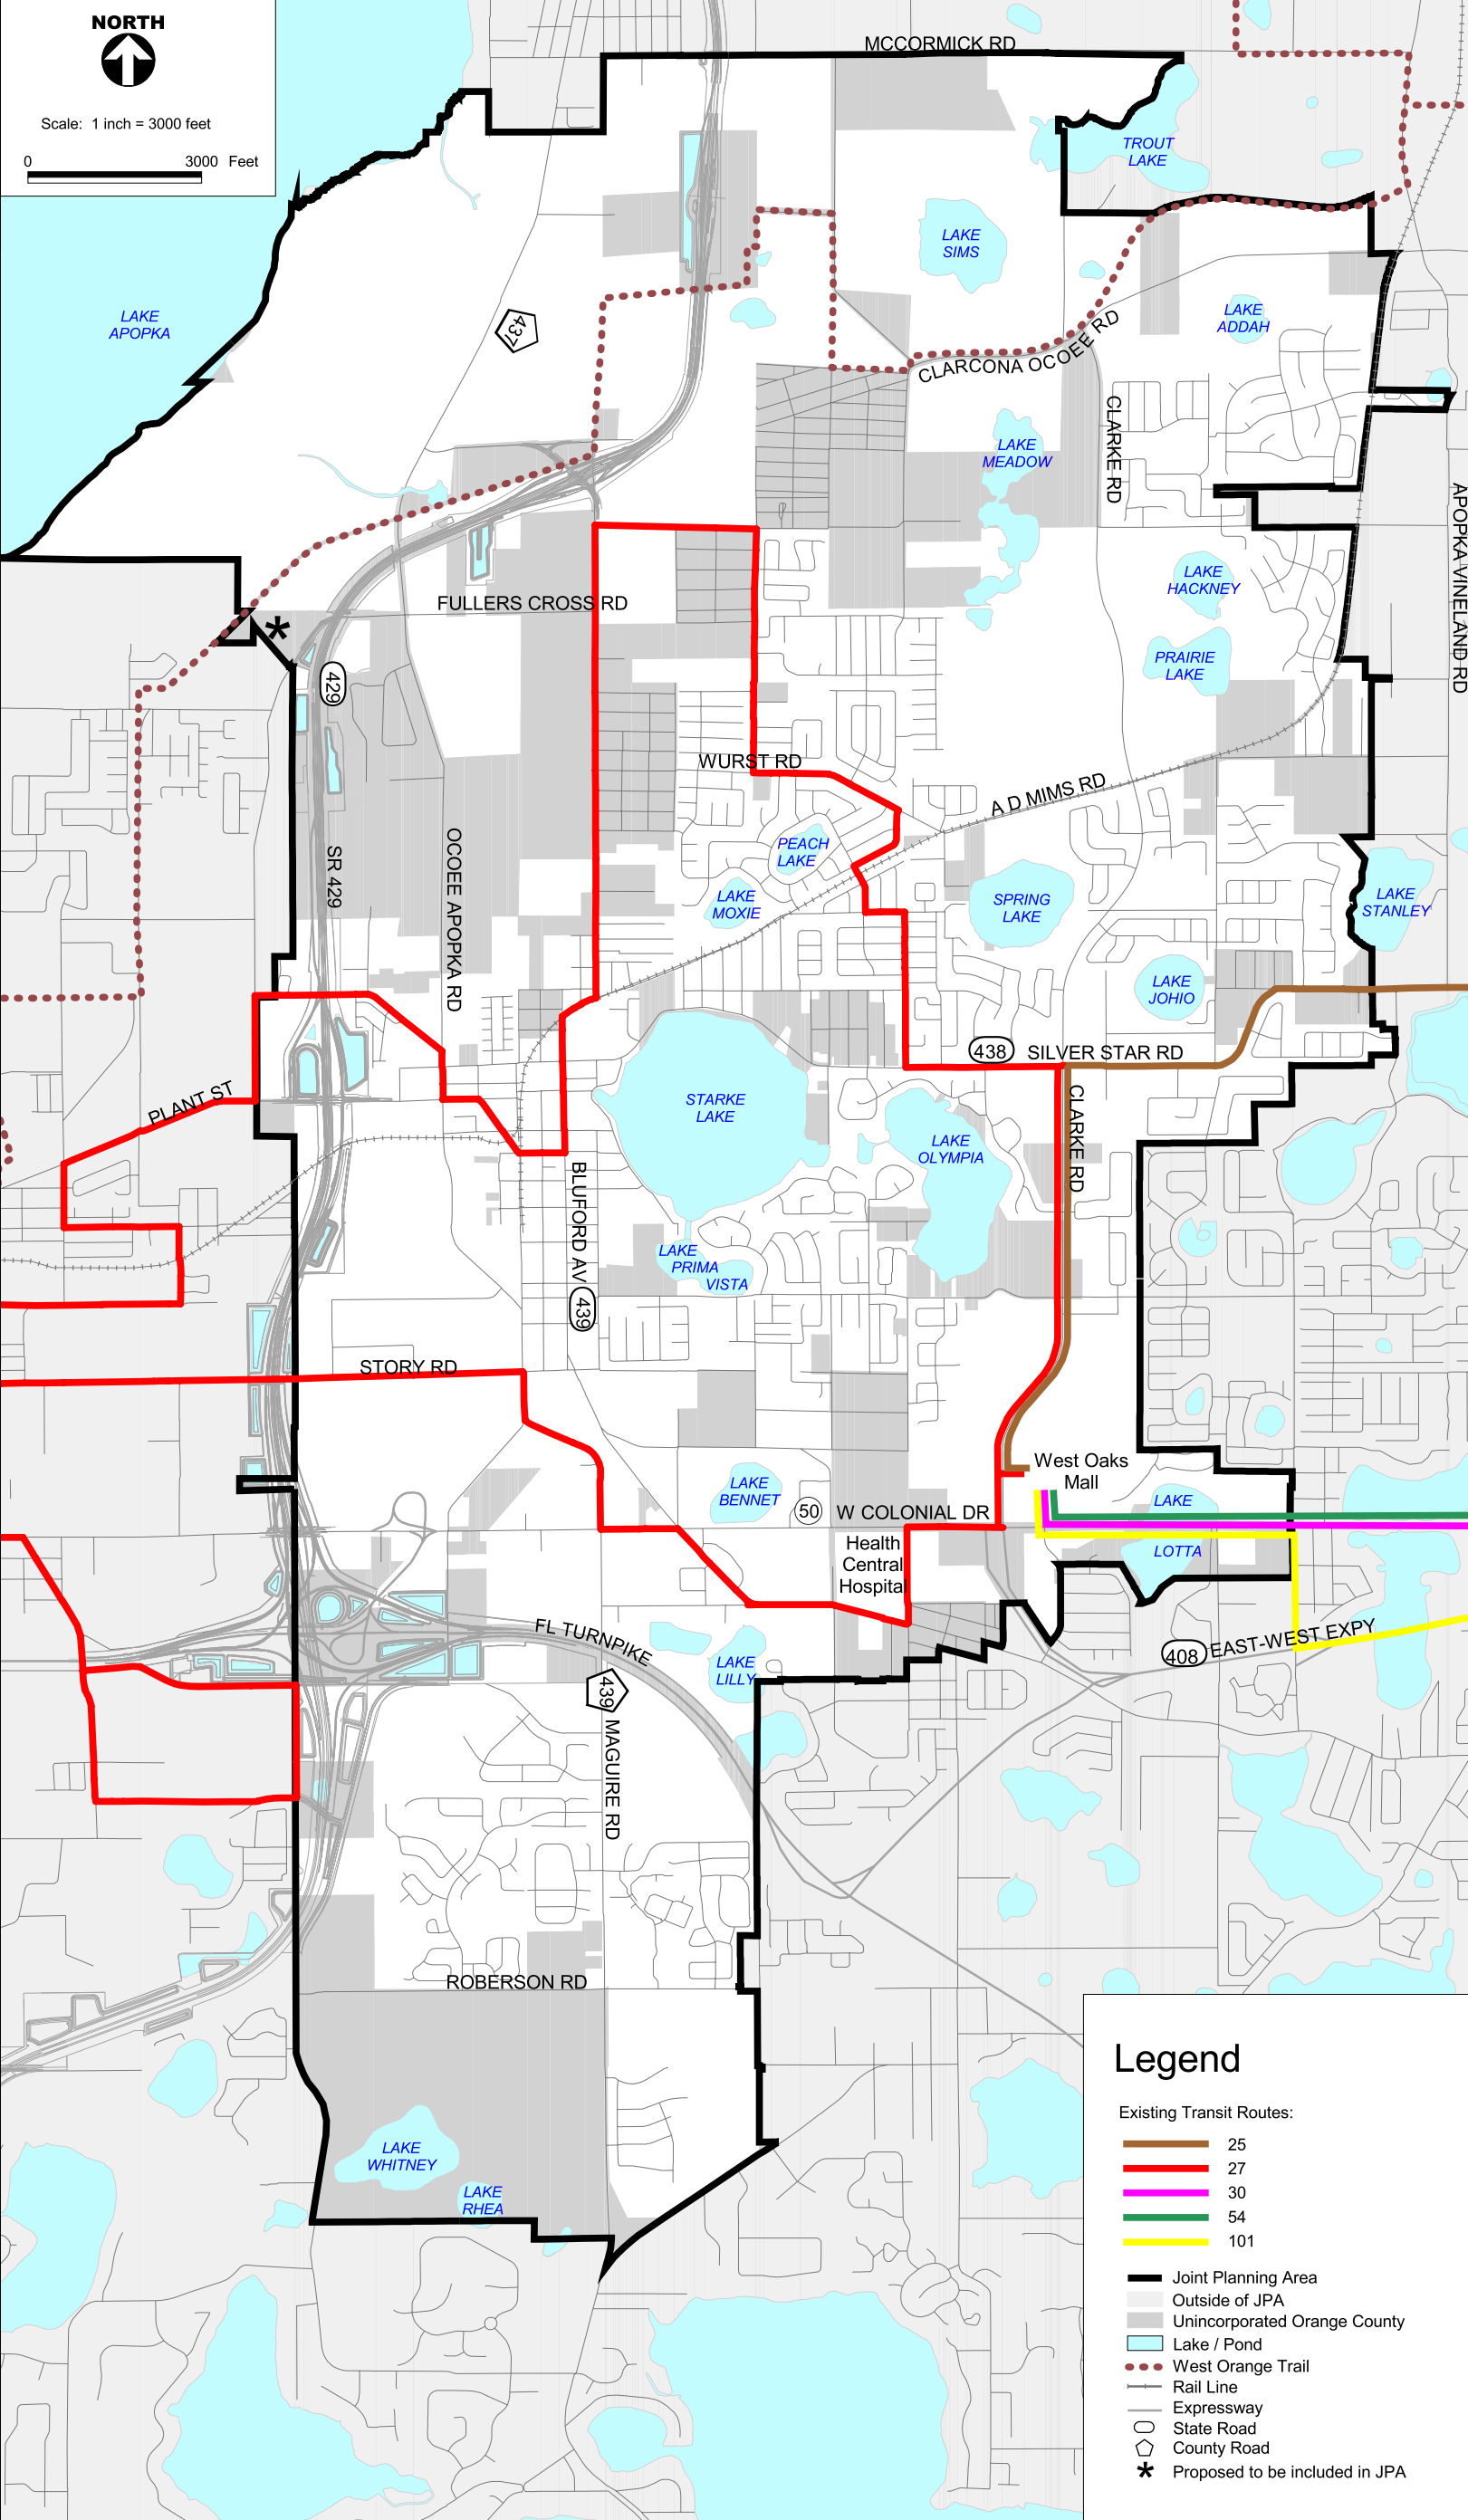 NORTH
Scale: 1 inch = 3000 feet
0 3000 Feet
MCCORMICK RD
TROUT
LAKE
LAKE
SIMS
LAKE
APOPKA
437
LAKE
ADDAH
CLARCONA OCOEE RD
CLARKE RD
LAKE
MEADOW
APOPKA VINELAND RD
LAKE
HACKNEY
FULLERS CROSS RD
*
PRAIRIE
LAKE
429
WURST RD
A D MIMS RD
SR 429
OCOEE APOPKA RD
PEACH
LAKE
LAKE
MOXIE
SPRING
LAKE
LAKE
STANLEY
LAKE
JOHIO
438
SILVER STAR RD
PLANT ST
STARKE
LAKE
CLARKE RD
LAKE
OLYMPIA
BLUFORD AV
LAKE
PRIMA
VISTA
439
STORY RD
West Oaks
Mall
LAKE
BENNET
50
W COLONIAL DR
LAKE
LOTTA
Health
Central
Hospital
FL TURNPIKE
408
EAST-WEST EXPY
LAKE
LILLY
439
MAGUIRE RD
ROBERSON RD
LAKE
WHITNEY
LAKE
RHEA
Legend
Existing Transit Routes:
25
27
30
54
101
Joint Planning Area
Outside of JPA
Unincorporated Orange County
Lake / Pond
West Orange Trail
Rail Line
Expressway
State Road
County Road
* Proposed to be included in JPA